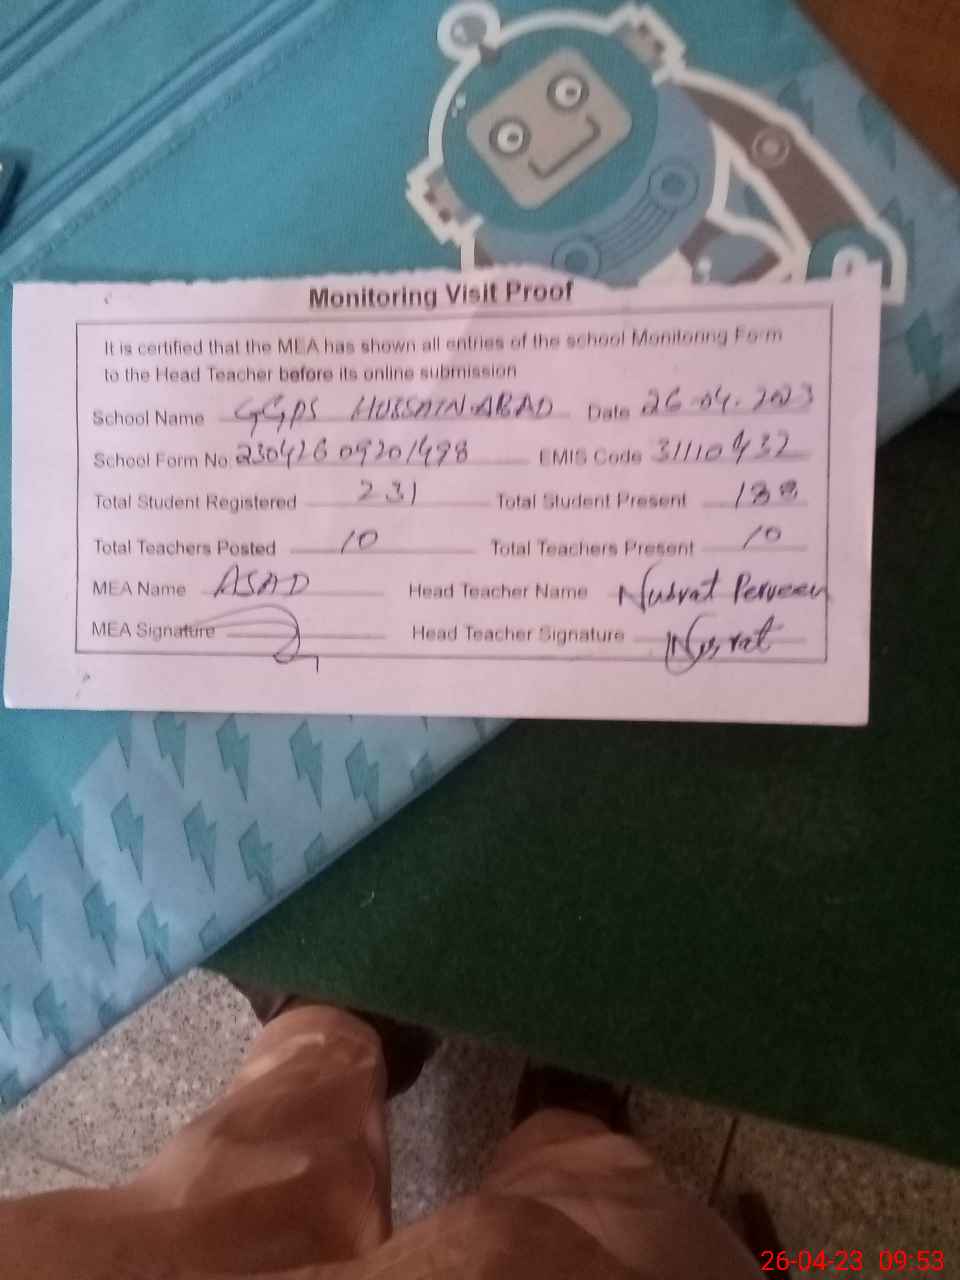 Monitoring Visit Proof
It is certified that the MEA has shown all entries of the school Monitoring Form
to the Head Teacher before its online submission
School Name GGPS HUSSAIN ABAD Date 26-04-2023
School Form No. 230426 09201498 EMIS Code 31110432
Total Student Registered 231 Total Student Present 188
Total Teachers Posted 10 Total Teachers Present 10
MEA Name ASAD Head Teacher Name Nusrat Perveen
MEA Signature Head Teacher Signature Nusrat
26-04-23 09:53